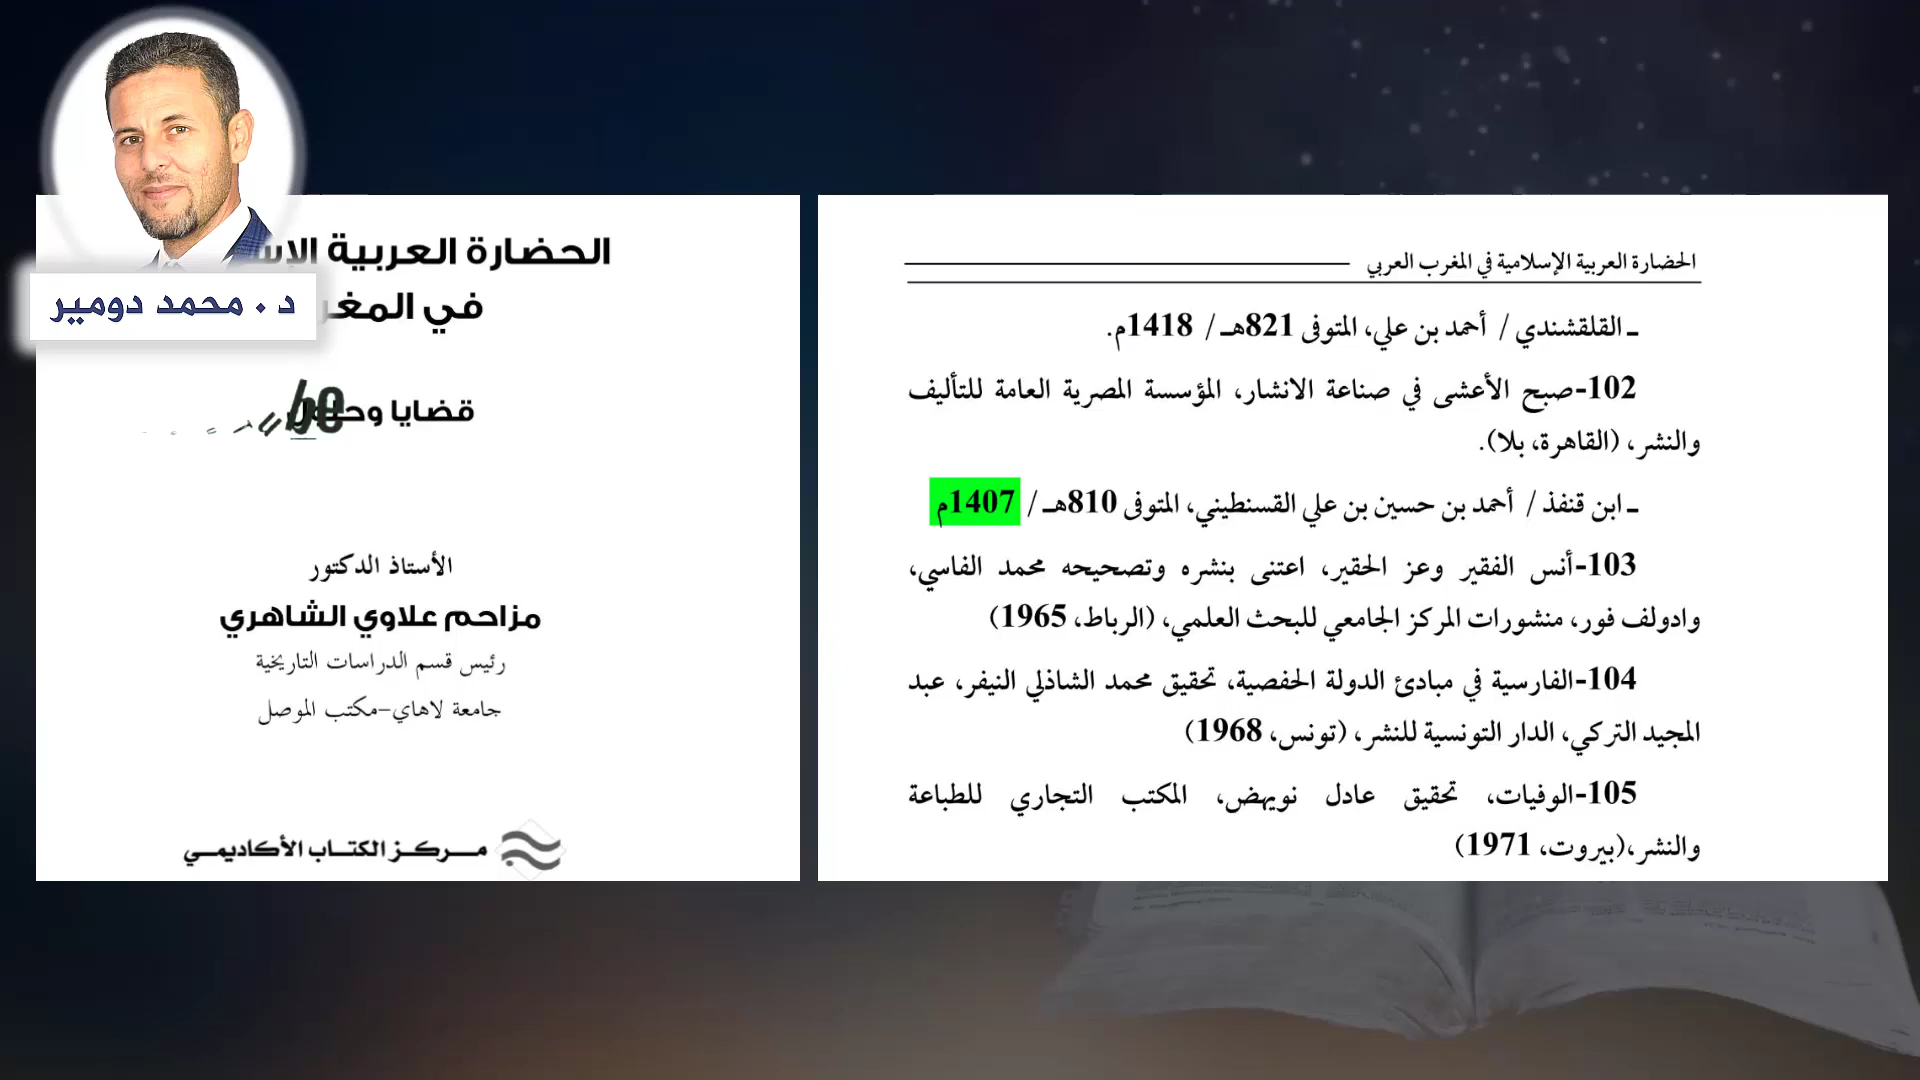 د. محمد دومير
الحضارة العربية
في
قضايا
الأستاذ الدكتور
مزاحم علاوي الشاهري
رئيس قسم الدراسات التاريخية
جامعة لاهاي-مكتب الموصل
مركز الكتاب الأكاديمي
الحضارة العربية الإسلامية في المغرب العربي
ـ القلقشندي / أحمد بن علي، المتوفى 821هـ / 1418م.
102-صبح الأعشى في صناعة الانشار، المؤسسة المصرية العامة للتأليف
والنشر، (القاهرة، بلا).
ـ ابن قنفذ / أحمد بن حسين بن علي القسنطيني، المتوفى 810هـ / 1407م
103-أنس الفقير وعز الحقير، اعتنى بنشره وتصحيحه محمد الفاسي،
وادولف فور، منشورات المركز الجامعي للبحث العلمي، (الرباط، 1965)
104-الفارسية في مبادئ الدولة الحفصية، تحقيق محمد الشاذلي النيفر، عبد
المجيد التركي، الدار التونسية للنشر، (تونس، 1968)
105-الوفيات، تحقيق عادل نويهض، المكتب التجاري للطباعة
والنشر،(بيروت، 1971)